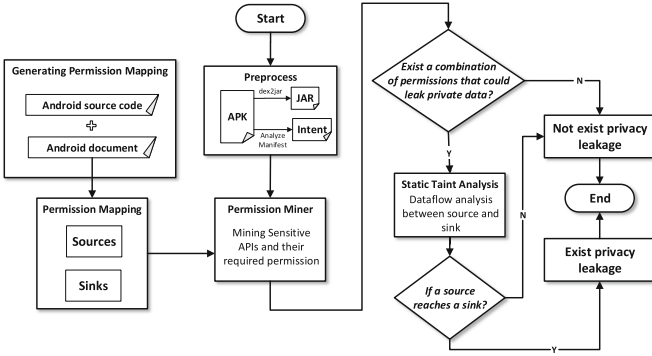 Start
Generating Permission Mapping
Android source code
Android document
Preprocess
dex2jar
JAR
APK
Analyze
Manifest
Intent
Permission Mapping
Sources
Sinks
Permission Miner
Mining Sensitive
APIs and their
required permission
Exist a combination
of permissions that could
leak private data?
N
Y
Static Taint Analysis
Dataflow analysis
between source and
sink
If a source
reaches a sink?
N
Y
Not exist privacy
leakage
End
Exist privacy
leakage